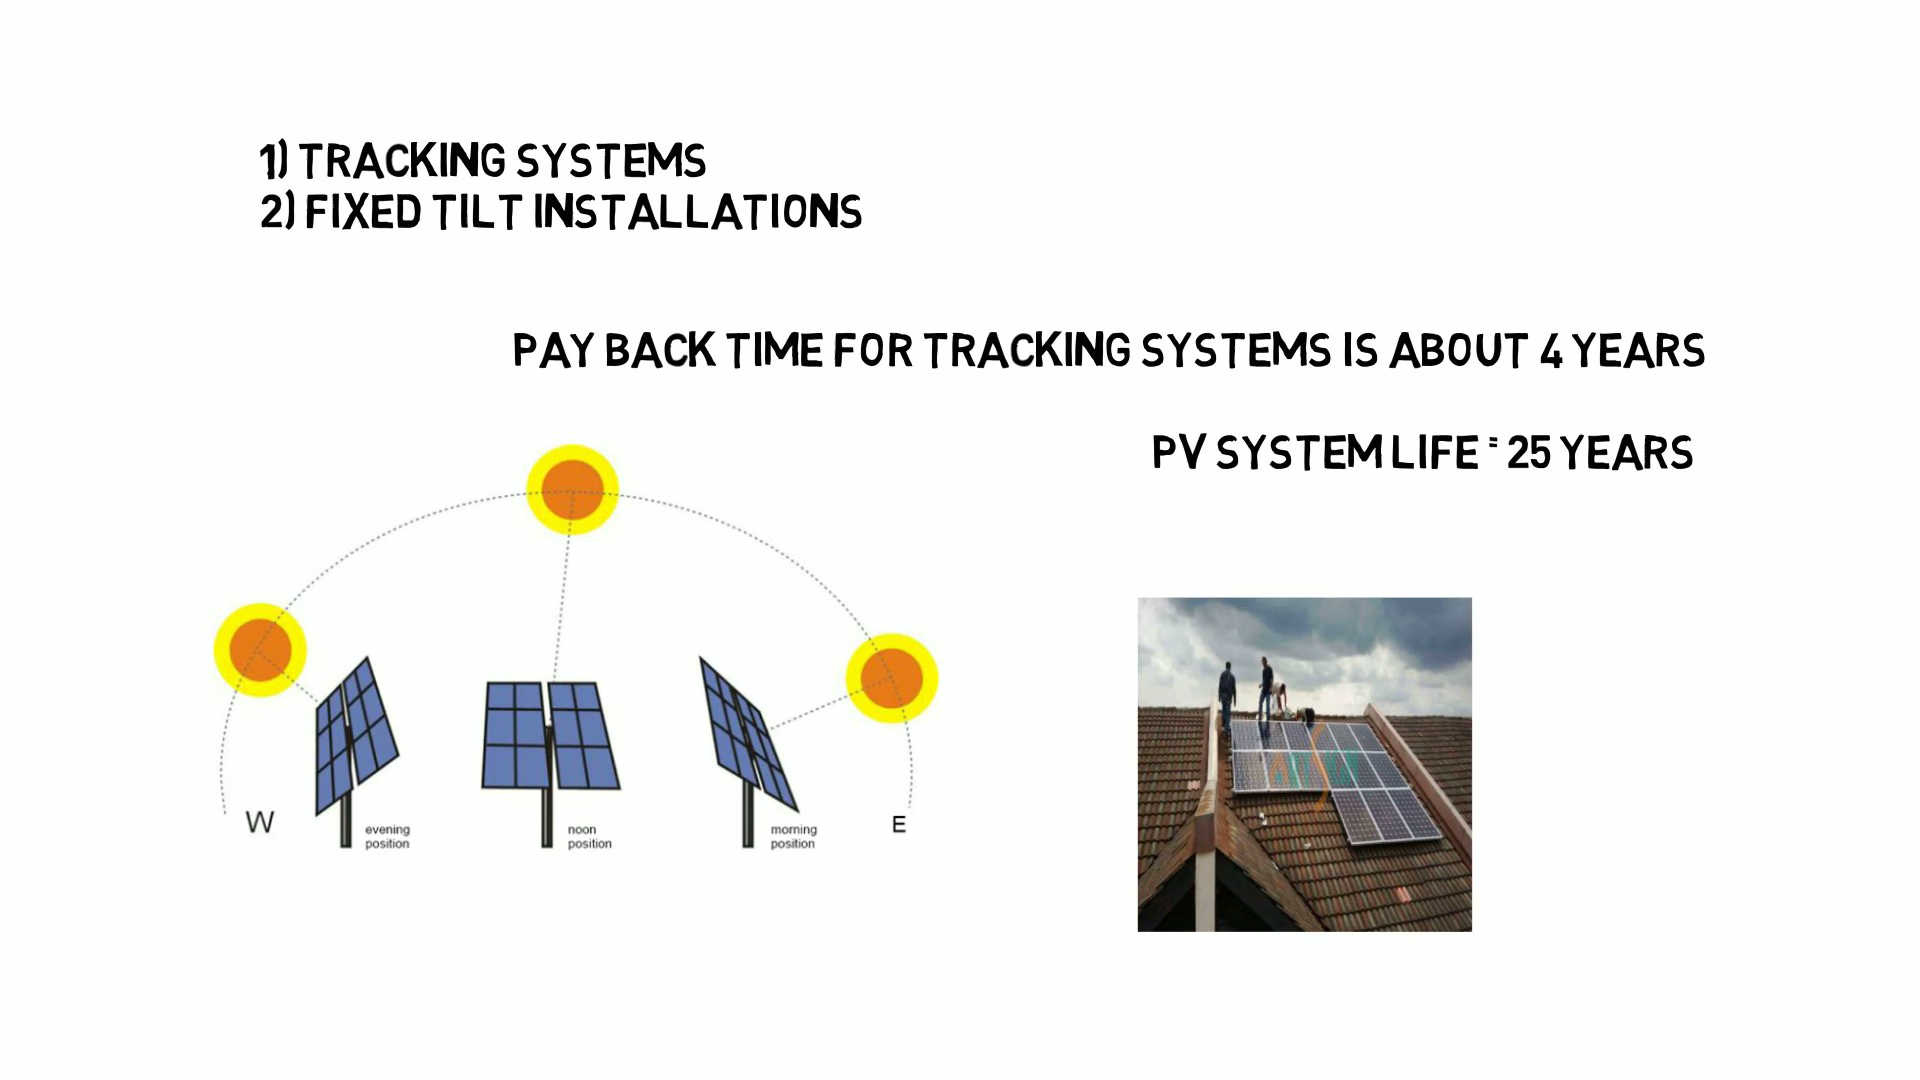 1) TRACKING SYSTEMS
2) FIXED TILT INSTALLATIONS
PAY BACK TIME FOR TRACKING SYSTEMS IS ABOUT 4 YEARS
PV SYSTEM LIFE = 25 YEARS
W
evening
position
noon
position
morning
position
E